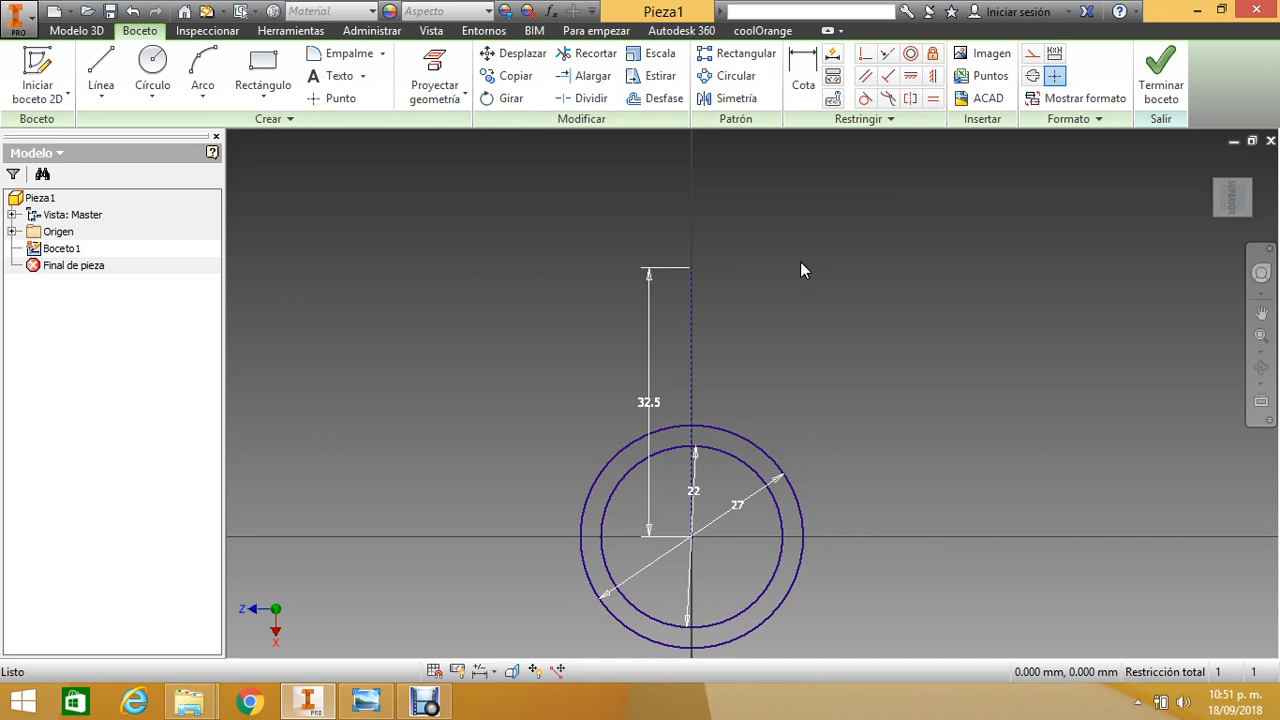 Material
Aspecto
Pieza1
Iniciar sesión
PRO
Modelo 3D
Boceto
Inspeccionar
Herramientas
Administrar
Vista
Entornos
BIM
Para empezar
Autodesk 360
coolOrange
Iniciar
boceto 2D
Línea
Círculo
Arco
Rectángulo
Empalme
Texto
Punto
Proyectar
geometría
Desplazar
Copiar
Girar
Recortar
Alargar
Dividir
Escala
Estirar
Desfase
Rectangular
Circular
Simetría
Cota
Imagen
Puntos
ACAD
Mostrar formato
Terminar
boceto
Boceto
Crear
Modificar
Patrón
Restringir
Insertar
Formato
Salir
Modelo
Pieza1
Vista: Master
Origen
Boceto1
Final de pieza
SUPERIOR
32.5
22
27
Z
X
Listo
0.000 mm, 0.000 mm
Restricción total
1
1
PRO
10:51 p. m.
18/09/2018